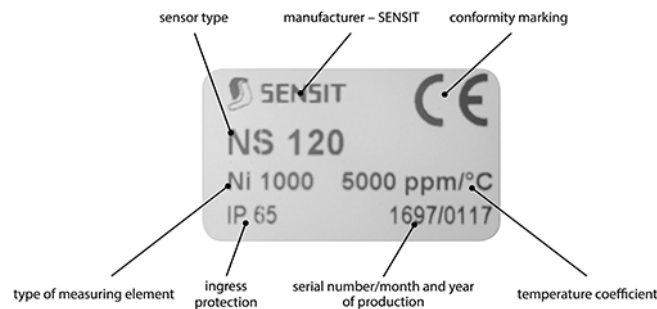 sensor type
manufacturer – SENSIT
conformity marking
SENSIT
CE
NS 120
Ni 1000 5000 ppm/°C
IP 65 1697/0117
type of measuring element
ingress
protection
serial number/month and year
of production
temperature coefficient